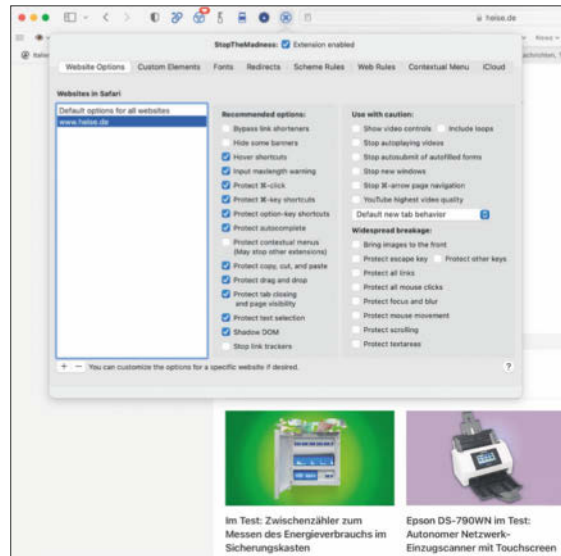 heise.de
News
StopTheMadness: Extension enabled
Website Options Custom Elements Fonts Redirects Scheme Rules Web Rules Contextual Menu iCloud
Websites in Safari
Default options for all websites
www.heise.de
Recommended options:
Bypass link shorteners
Hide some banners
Hover shortcuts
Input maxlength warning
Protect ⌘-click
Protect ⌘-key shortcuts
Protect option-key shortcuts
Protect autocomplete
Protect contextual menus
(May stop other extensions)
Protect copy, cut, and paste
Protect drag and drop
Protect tab closing
and page visibility
Protect text selection
Shadow DOM
Stop link trackers
Use with caution:
Show video controls Include loops
Stop autoplaying videos
Stop autosubmit of autofilled forms
Stop new windows
Stop ⌘-arrow page navigation
YouTube highest video quality
Default new tab behavior
Widespread breakage:
Bring images to the front
Protect escape key Protect other keys
Protect all links
Protect all mouse clicks
Protect focus and blur
Protect mouse movement
Protect scrolling
Protect textareas
+ − You can customize the options for a specific website if desired. ?
Im Test: Zwischenzähler zum
Messen des Energieverbrauchs im
Sicherungskasten
Epson DS-790WN im Test:
Autonomer Netzwerk-
Einzugscanner mit Touchscreen